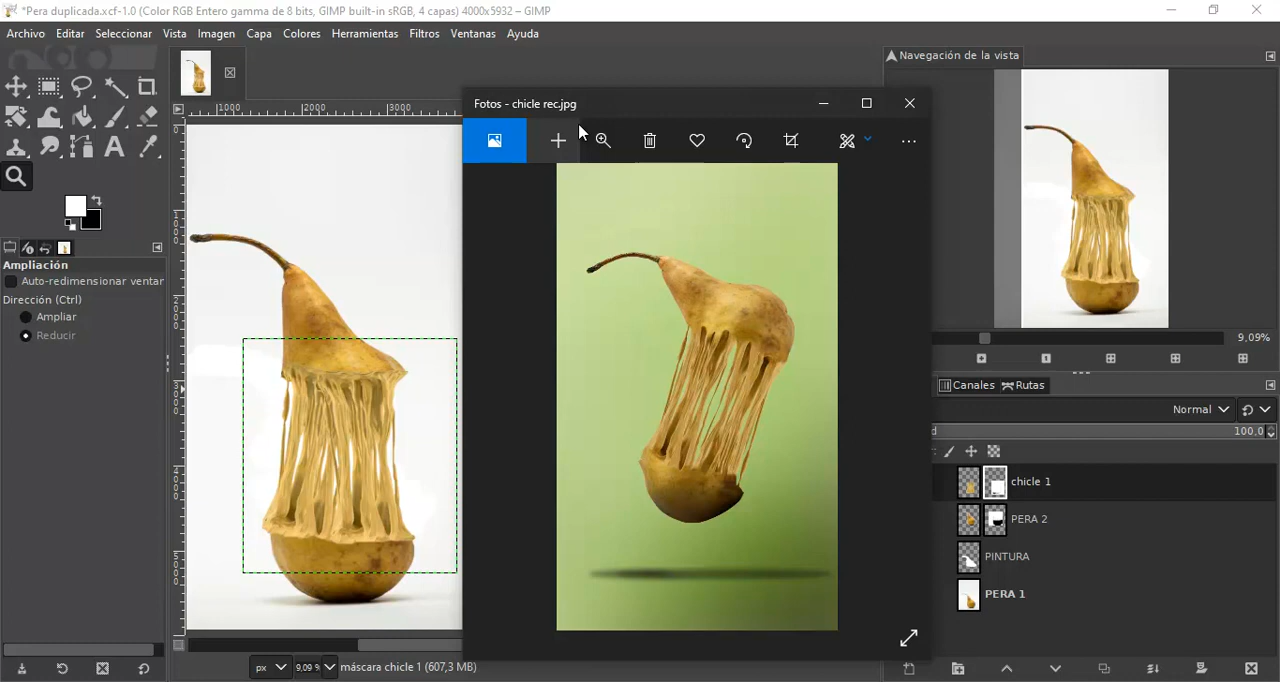 *Pera duplicada.xcf-1.0 (Color RGB Entero gamma de 8 bits, GIMP built-in sRGB, 4 capas) 4000x5932 – GIMP
Archivo Editar Seleccionar Vista Imagen Capa Colores Herramientas Filtros Ventanas Ayuda
Navegación de la vista
1000 2000 3000
Fotos - chicle rec.jpg
Ampliación
Auto-redimensionar ventar
Dirección (Ctrl)
Ampliar
Reducir
9,09%
Canales Rutas
Normal
d 100,0
chicle 1
PERA 2
PINTURA
PERA 1
px 9,09 % máscara chicle 1 (607,3 MB)